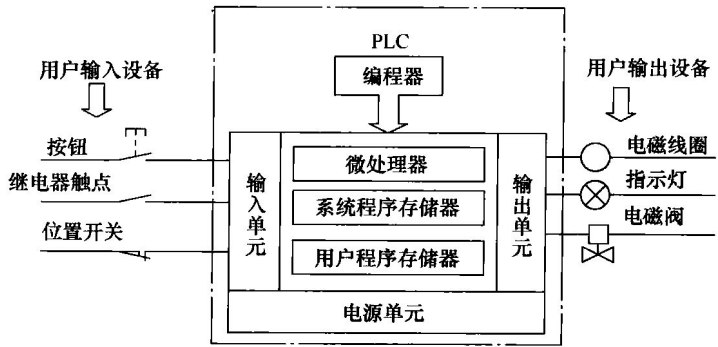 PLC
用户输入设备
编程器
用户输出设备
按钮
继电器触点
位置开关
输入单元
微处理器
系统程序存储器
用户程序存储器
输出单元
电源单元
电磁线圈
指示灯
电磁阀